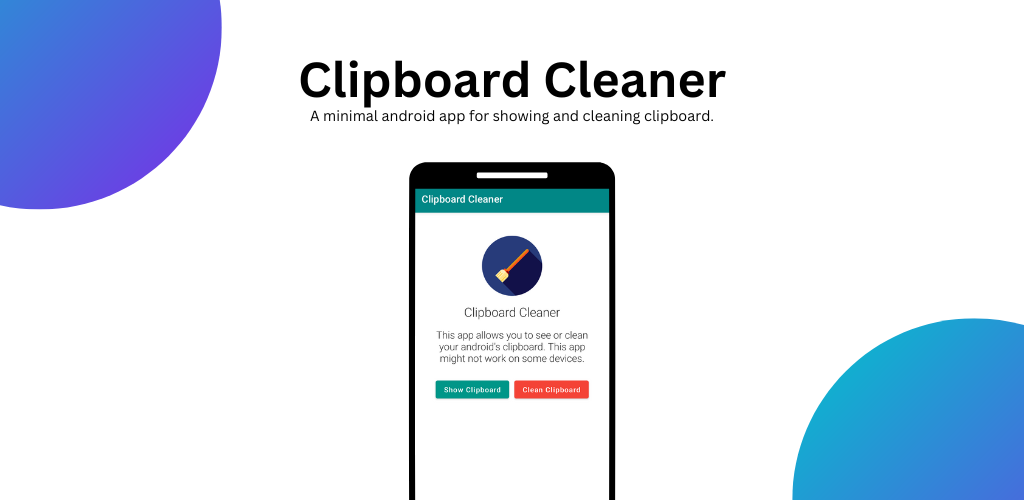 Clipboard Cleaner
A minimal android app for showing and cleaning clipboard.
Clipboard Cleaner
Clipboard Cleaner
This app allows you to see or clean
your android's clipboard. This app
might not work on some devices.
Show Clipboard
Clean Clipboard